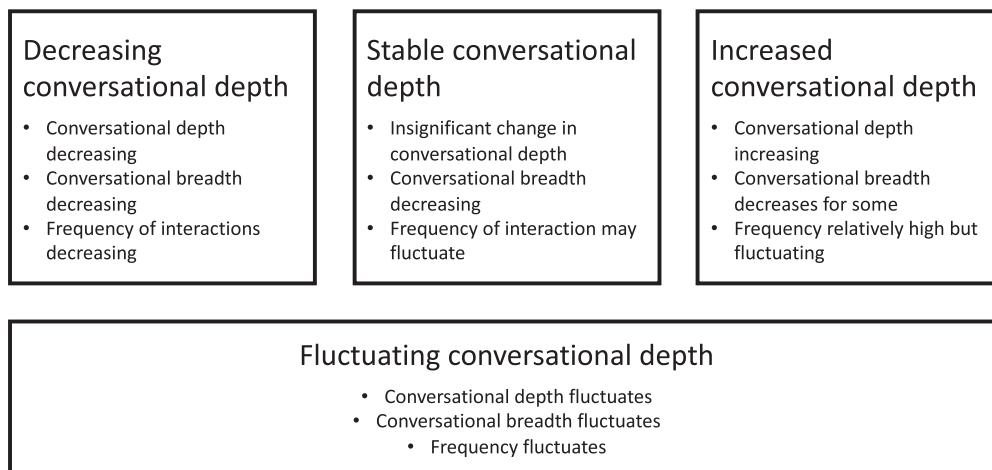 Decreasing
conversational depth
• Conversational depth
decreasing
• Conversational breadth
decreasing
• Frequency of interactions
decreasing
Stable conversational
depth
• Insignificant change in
conversational depth
• Conversational breadth
decreasing
• Frequency of interaction may
fluctuate
Increased
conversational depth
• Conversational depth
increasing
• Conversational breadth
decreases for some
• Frequency relatively high but
fluctuating
Fluctuating conversational depth
• Conversational depth fluctuates
• Conversational breadth fluctuates
• Frequency fluctuates